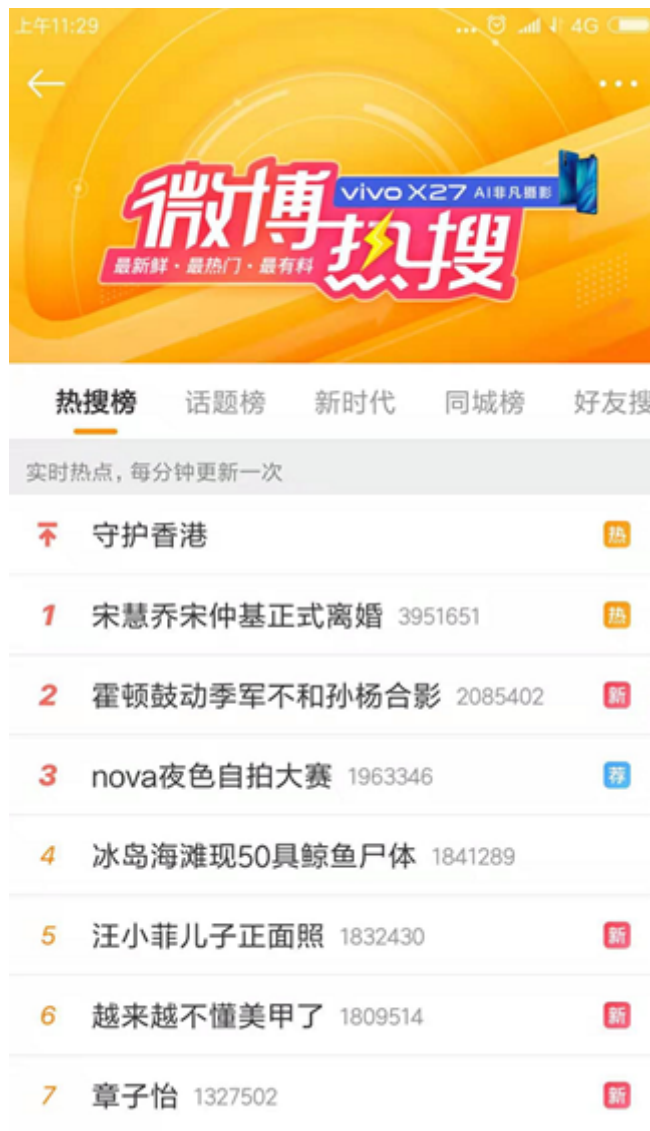 上午11:29
... 4G
微博热搜
vivo X27 AI非凡摄影
最新鲜·最热门·最有料
热搜榜 话题榜 新时代 同城榜 好友搜
实时热点，每分钟更新一次
守护香港 热
1 宋慧乔宋仲基正式离婚 3951651 热
2 霍顿鼓动季军不和孙杨合影 2085402 新
3 nova夜色自拍大赛 1963346 荐
4 冰岛海滩现50具鲸鱼尸体 1841289
5 汪小菲儿子正面照 1832430 新
6 越来越不懂美甲了 1809514 新
7 章子怡 1327502 新